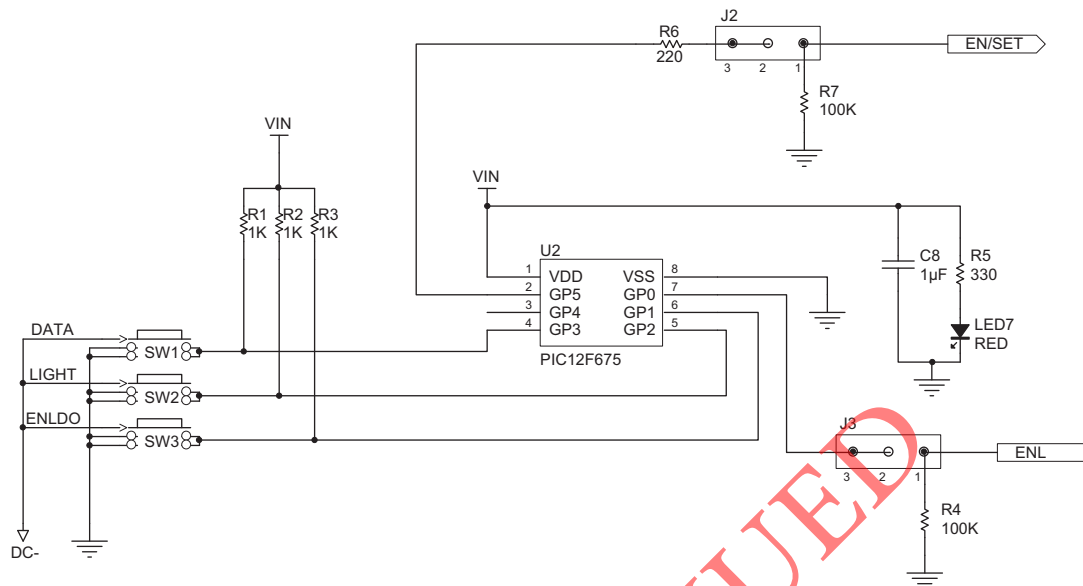 J2
R6
220
3
2
1
EN/SET
R7
100K
VIN
VIN
R1
1K
R2
1K
R3
1K
U2
1
VDD
VSS
8
2
GP5
GP0
7
3
GP4
GP1
6
4
GP3
GP2
5
PIC12F675
C8
1µF
R5
330
LED7
RED
DATA
SW1
LIGHT
SW2
ENLDO
SW3
J3
3
2
1
ENL
R4
100K
DC-
UED